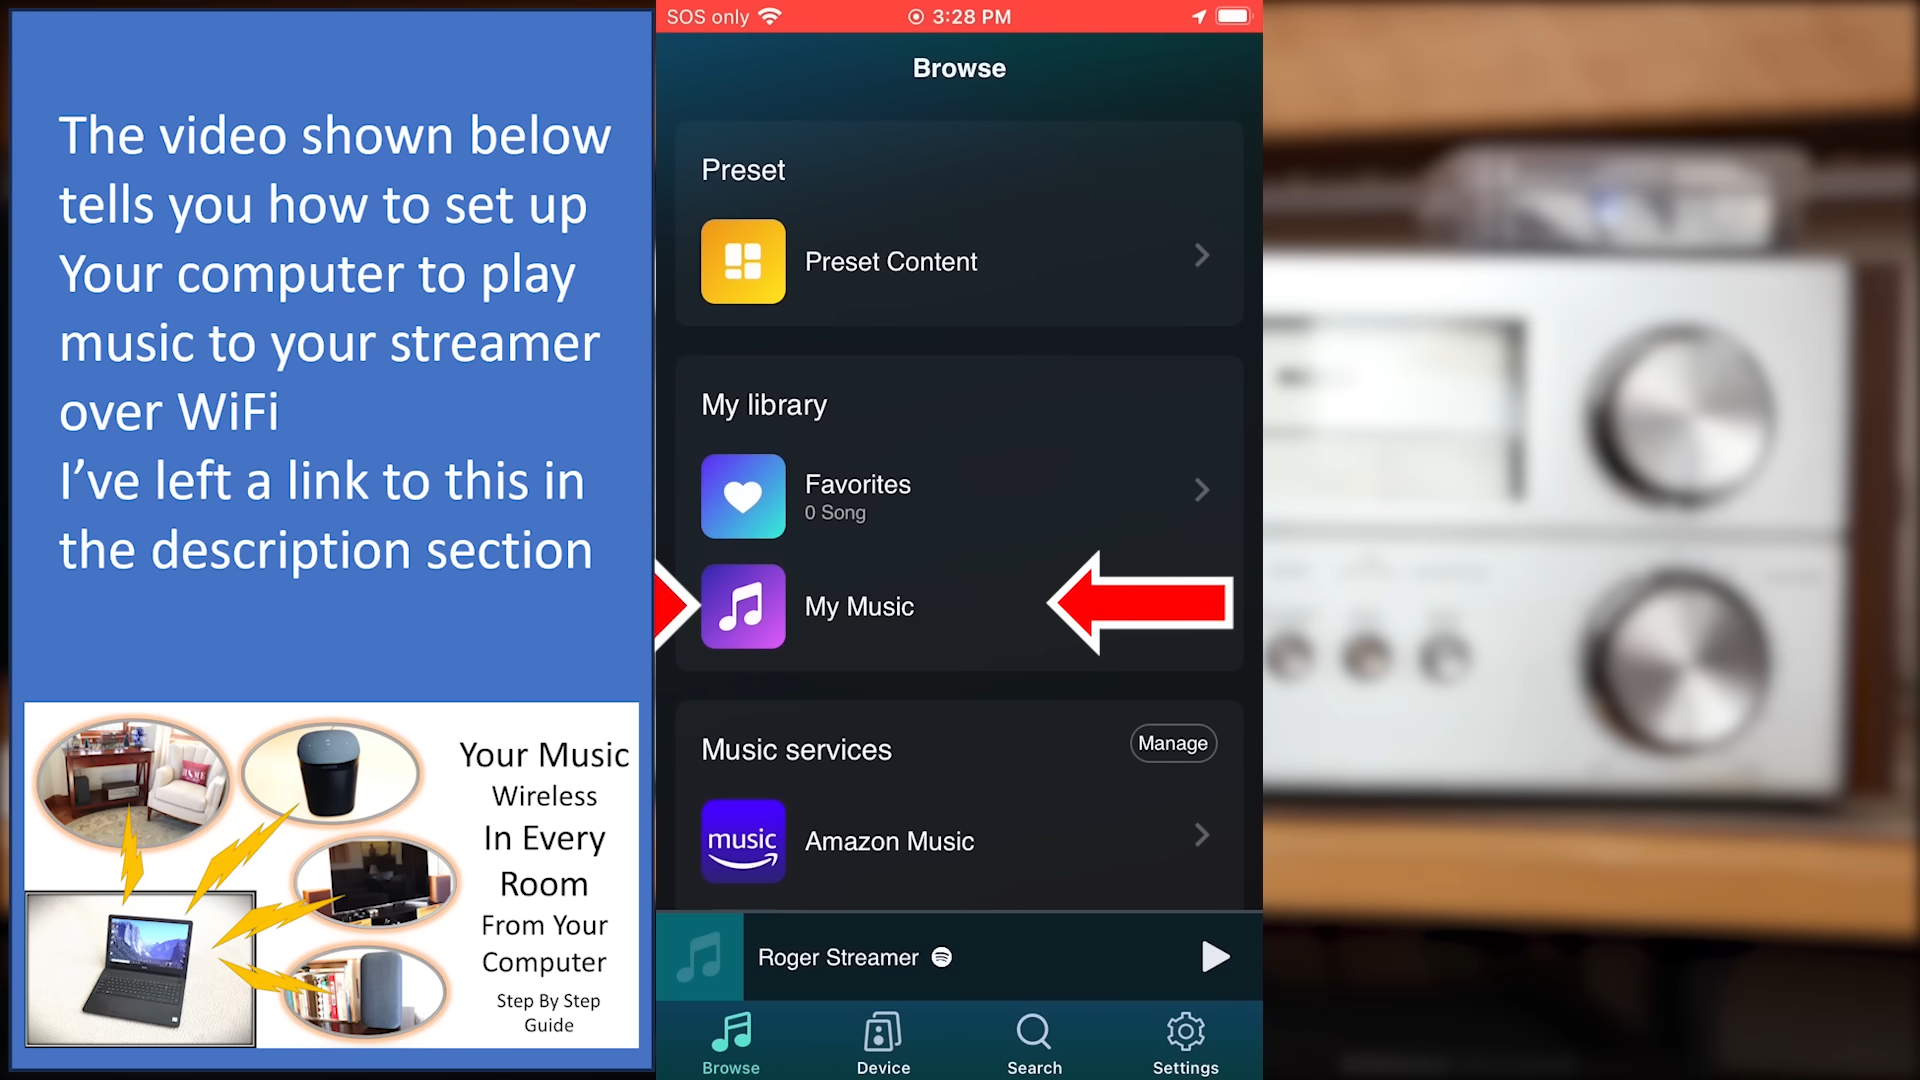 The video shown below
tells you how to set up
Your computer to play
music to your streamer
over WiFi
I've left a link to this in
the description section
Your Music
Wireless
In Every
Room
From Your
Computer
Step By Step
Guide
SOS only
3:28 PM
Browse
Preset
Preset Content
My library
Favorites
0 Song
My Music
Music services
Manage
music
Amazon Music
Roger Streamer
Browse
Device
Search
Settings